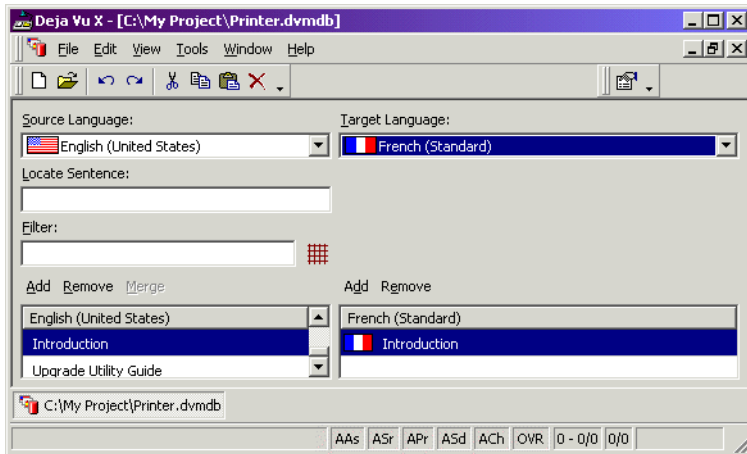 Deja Vu X - [C:\My Project\Printer.dvmdb]
File Edit View Tools Window Help
Source Language: Target Language:
English (United States) French (Standard)
Locate Sentence:
Filter:
Add Remove Merge Add Remove
English (United States) French (Standard)
Introduction Introduction
Upgrade Utility Guide
C:\My Project\Printer.dvmdb
AAs ASr APr ASd ACh OVR 0 - 0/0 0/0